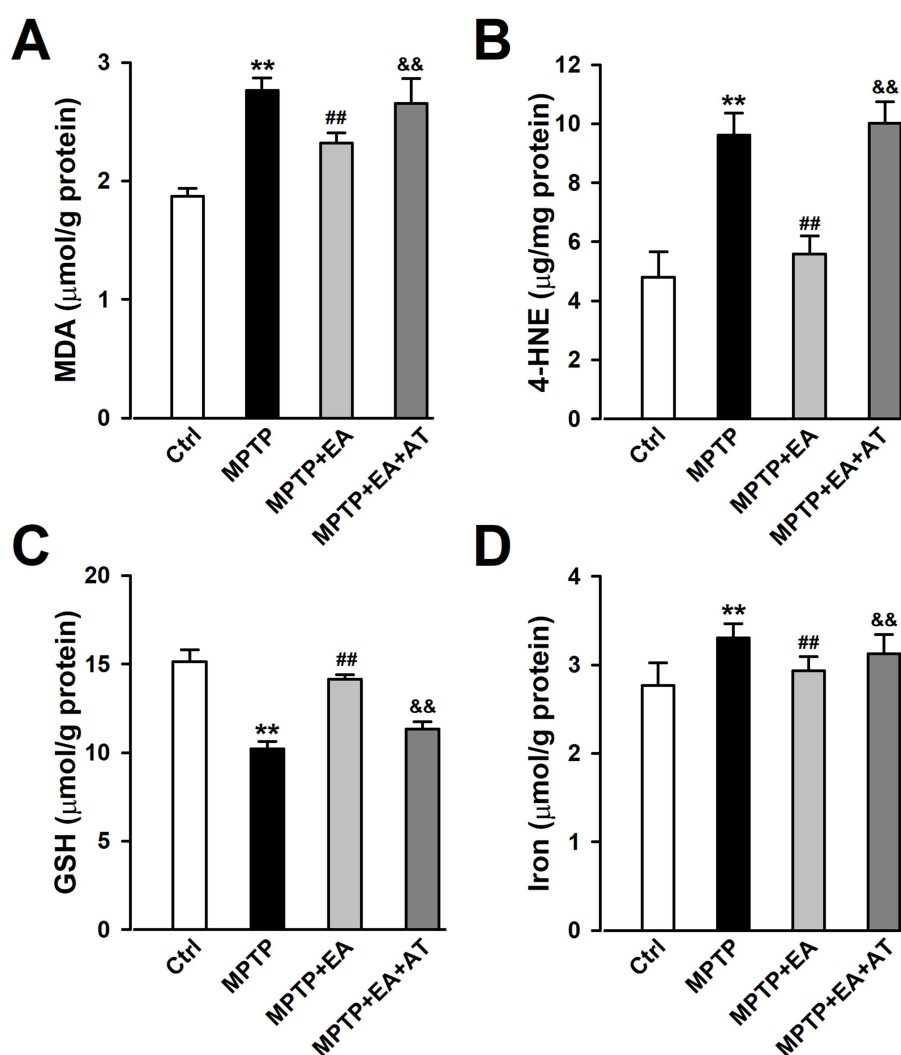 A
MDA (μmol/g protein)
3
2
1
0
**
##
&&
Ctrl
MPTP
MPTP+EA
MPTP+EA+AT
B
4-HNE (μg/mg protein)
12
10
8
6
4
2
0
**
##
&&
Ctrl
MPTP
MPTP+EA
MPTP+EA+AT
C
GSH (μmol/g protein)
20
15
10
5
0
**
##
&&
Ctrl
MPTP
MPTP+EA
MPTP+EA+AT
D
Iron (μmol/g protein)
4
3
2
1
0
**
##
&&
Ctrl
MPTP
MPTP+EA
MPTP+EA+AT